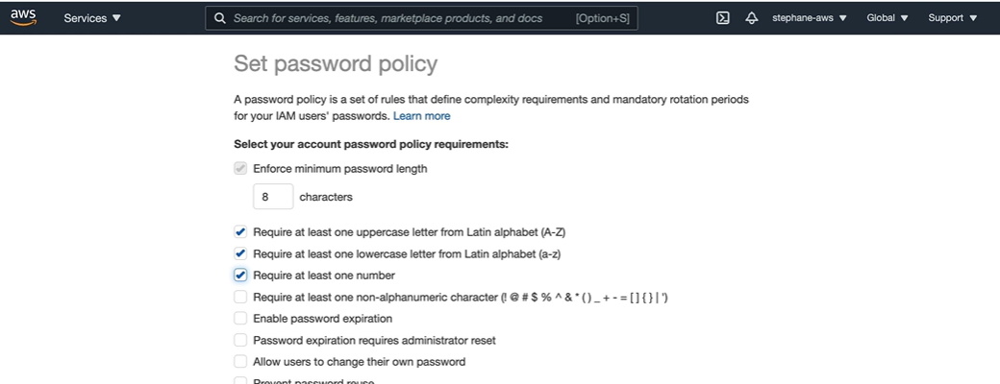 aws Services Search for services, features, marketplace products, and docs [Option+S] stephane-aws Global Support
Set password policy
A password policy is a set of rules that define complexity requirements and mandatory rotation periods
for your IAM users' passwords. Learn more
Select your account password policy requirements:
Enforce minimum password length
8 characters
Require at least one uppercase letter from Latin alphabet (A-Z)
Require at least one lowercase letter from Latin alphabet (a-z)
Require at least one number
Require at least one non-alphanumeric character (! @ # $ % ^ & * ( ) _ + - = [ ] { } | ')
Enable password expiration
Password expiration requires administrator reset
Allow users to change their own password
Prevent password reuse